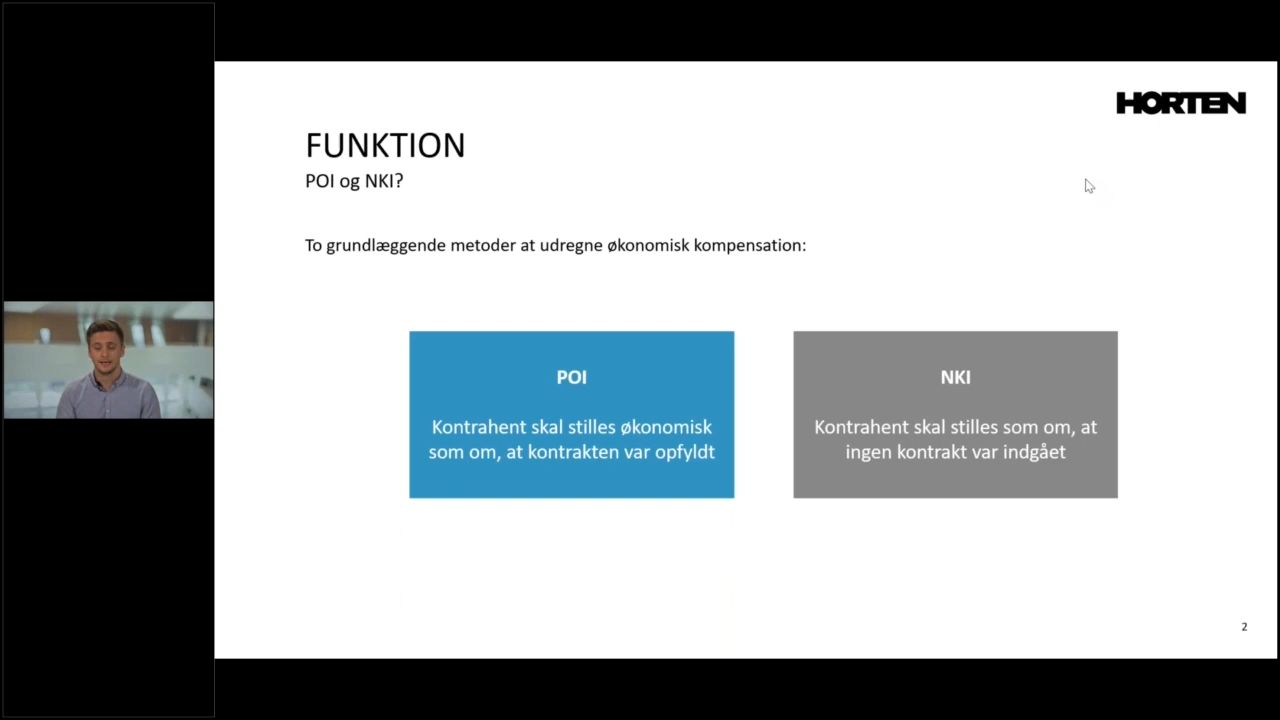 HORTEN
FUNKTION
POI og NKI?
To grundlæggende metoder at udregne økonomisk kompensation:
POI
Kontrahent skal stilles økonomisk
som om, at kontrakten var opfyldt
NKI
Kontrahent skal stilles som om, at
ingen kontrakt var indgået
2